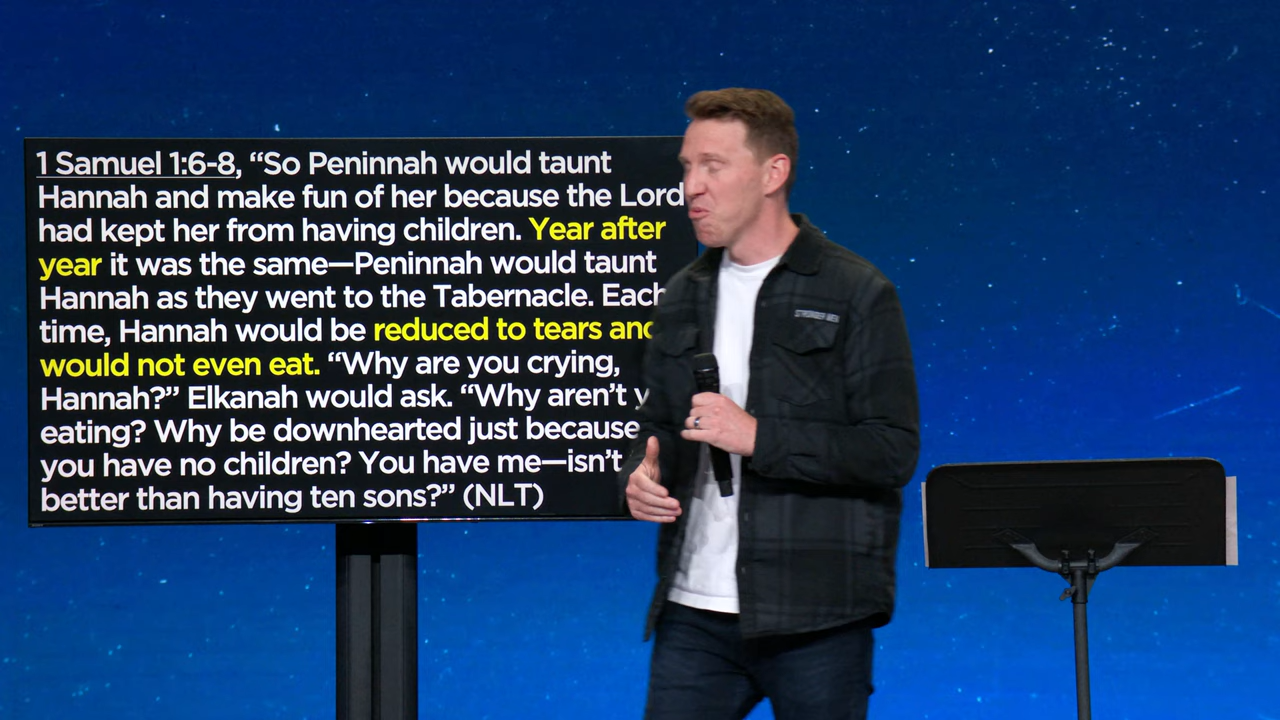 1 Samuel 1:6-8, “So Peninnah would taunt
Hannah and make fun of her because the Lord
had kept her from having children. Year after
year it was the same—Peninnah would taunt
Hannah as they went to the Tabernacle. Each
time, Hannah would be reduced to tears and
would not even eat. “Why are you crying,
Hannah?” Elkanah would ask. “Why aren’t y
eating? Why be downhearted just because
you have no children? You have me—isn’t
better than having ten sons?” (NLT)
STRONGER MEN